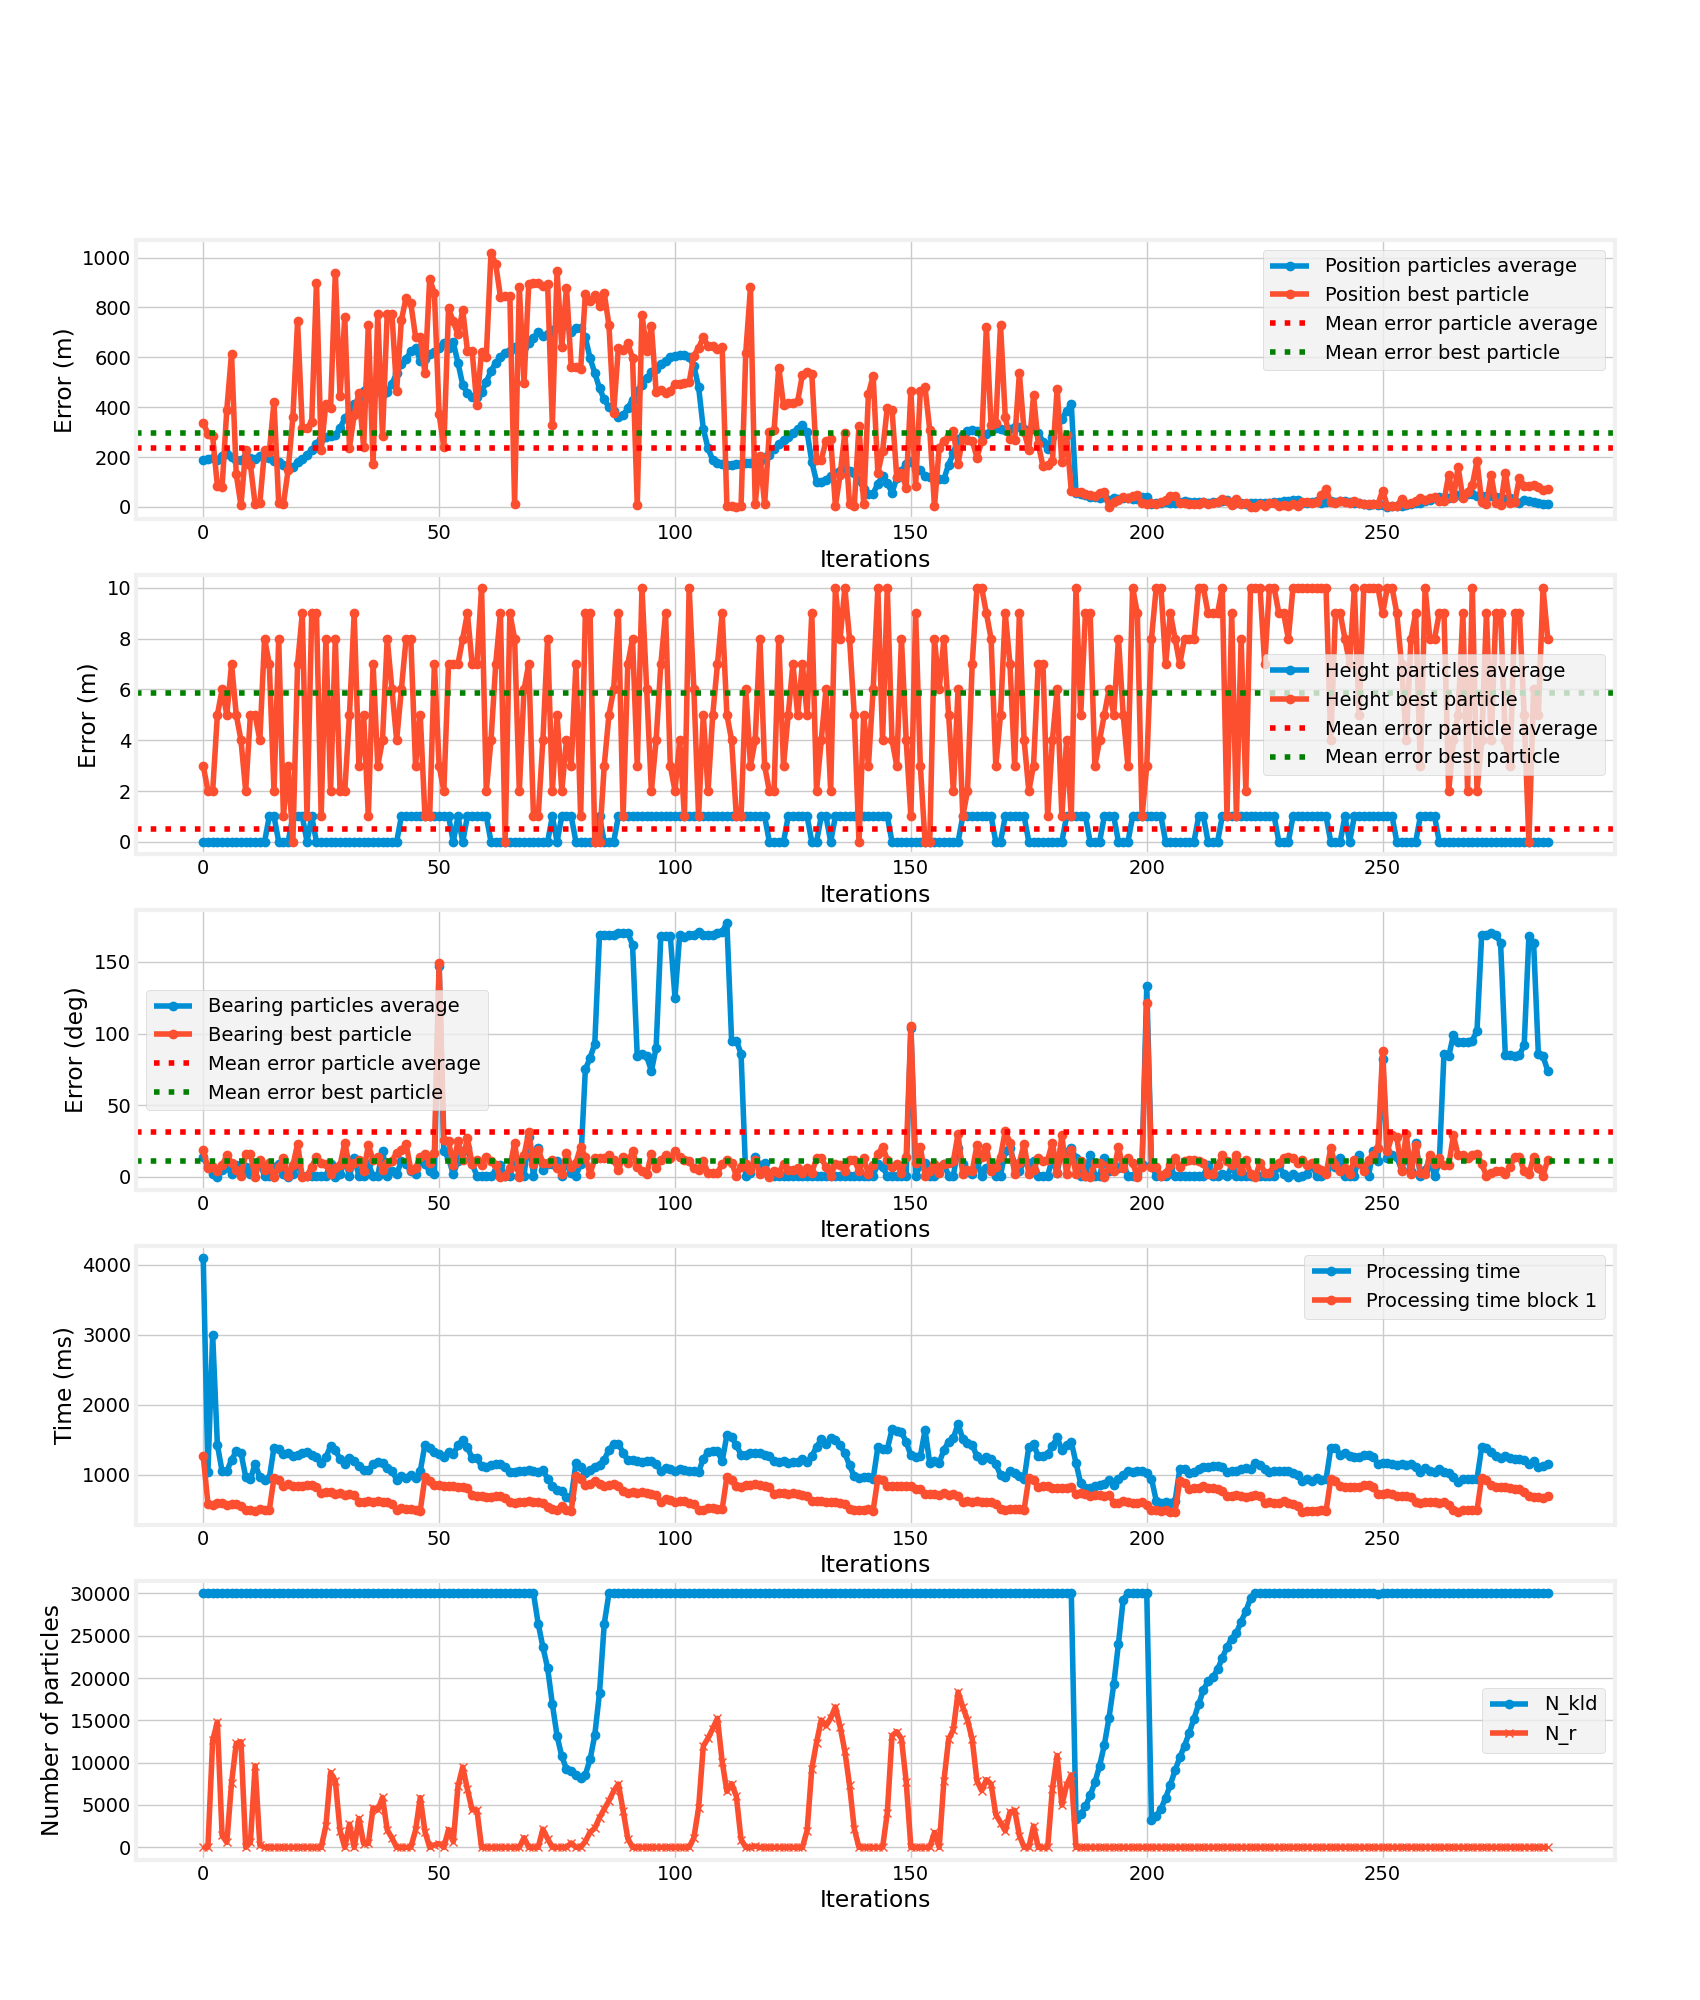 1000
800
600
400
200
0
Error (m)
Position particles average
Position best particle
Mean error particle average
Mean error best particle
0 50 100 150 200 250
Iterations
10
8
6
4
2
0
Error (m)
Height particles average
Height best particle
Mean error particle average
Mean error best particle
0 50 100 150 200 250
Iterations
150
100
50
0
Error (deg)
Bearing particles average
Bearing best particle
Mean error particle average
Mean error best particle
0 50 100 150 200 250
Iterations
4000
3000
2000
1000
Time (ms)
Processing time
Processing time block 1
0 50 100 150 200 250
Iterations
30000
25000
20000
15000
10000
5000
0
Number of particles
N_kld
N_r
0 50 100 150 200 250
Iterations